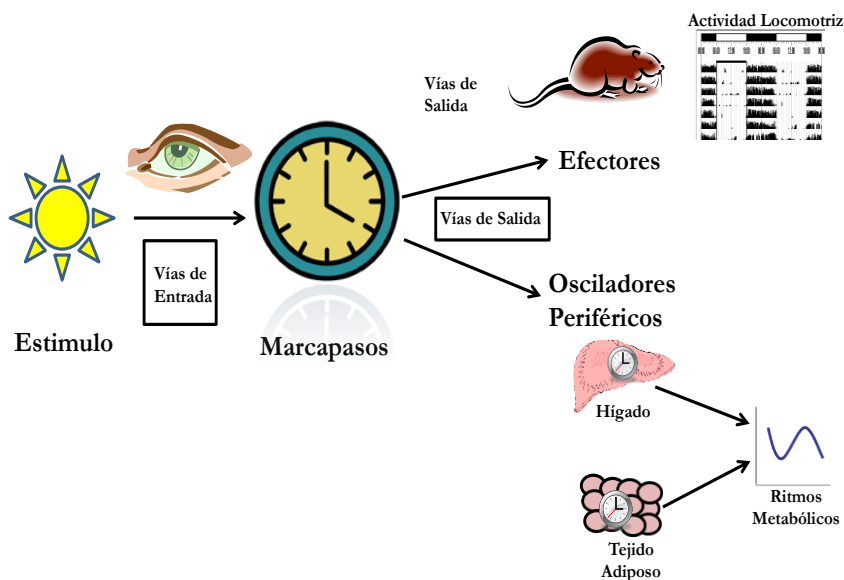 Actividad Locomotriz
Vías de
Salida
Efectores
Vías de Salida
Vías de
Entrada
Osciladores
Periféricos
Estimulo
Marcapasos
Hígado
Ritmos
Metabólicos
Tejido
Adiposo